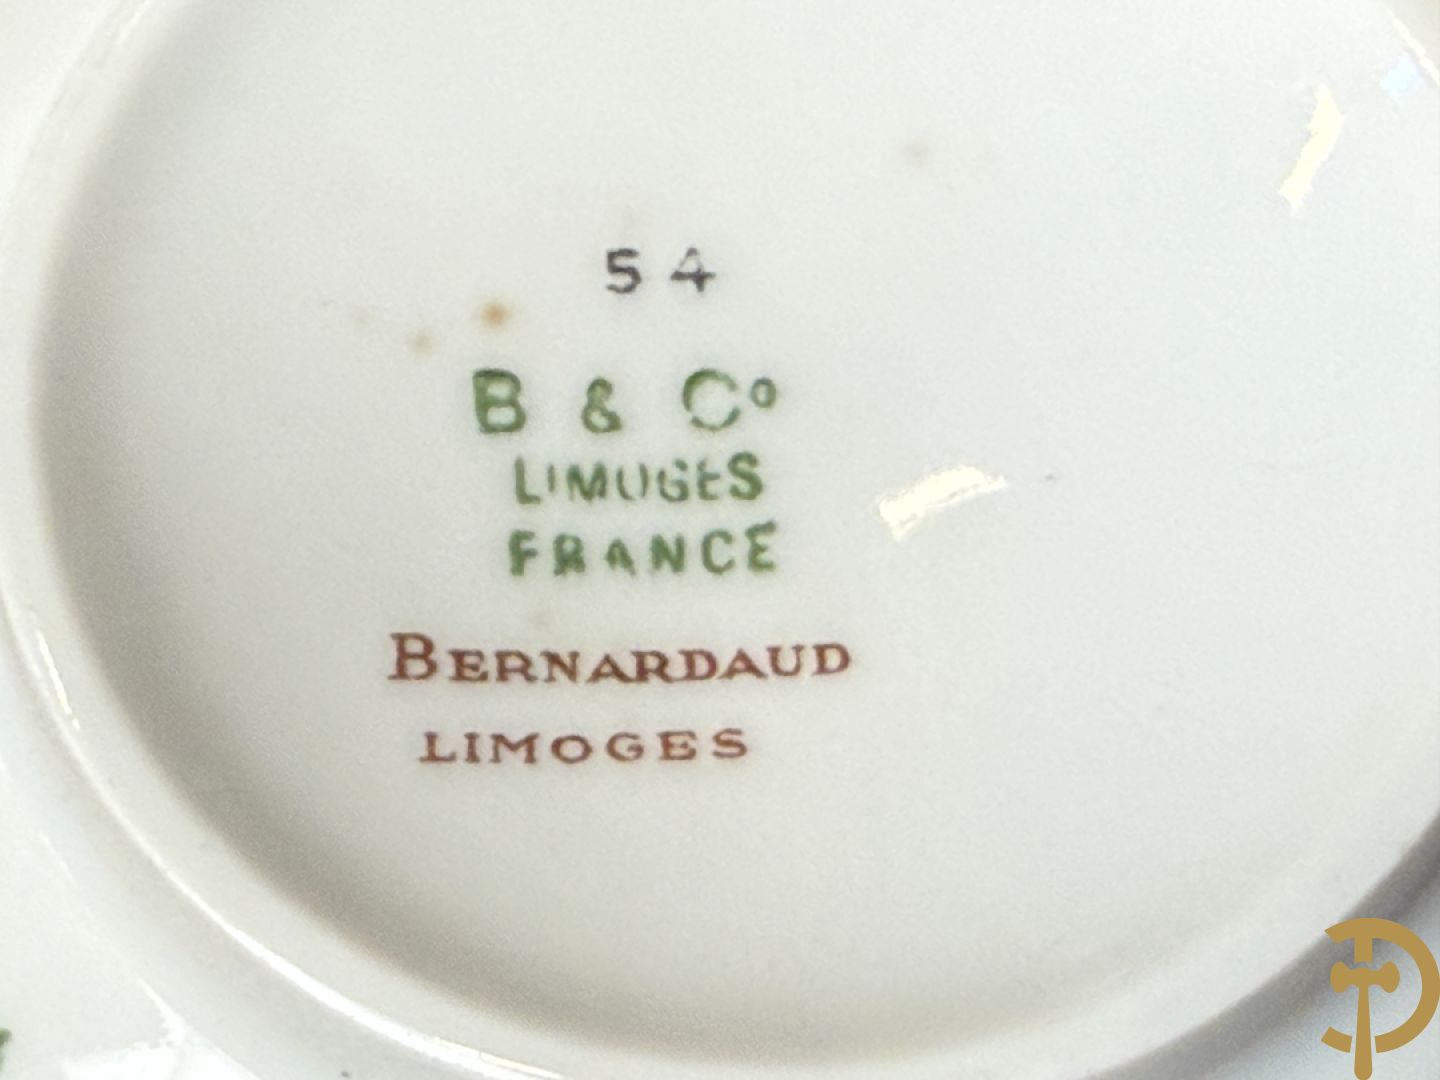 54
B & Cº
LIMOGES
FRANCE
BERNARDAUD
LIMOGES